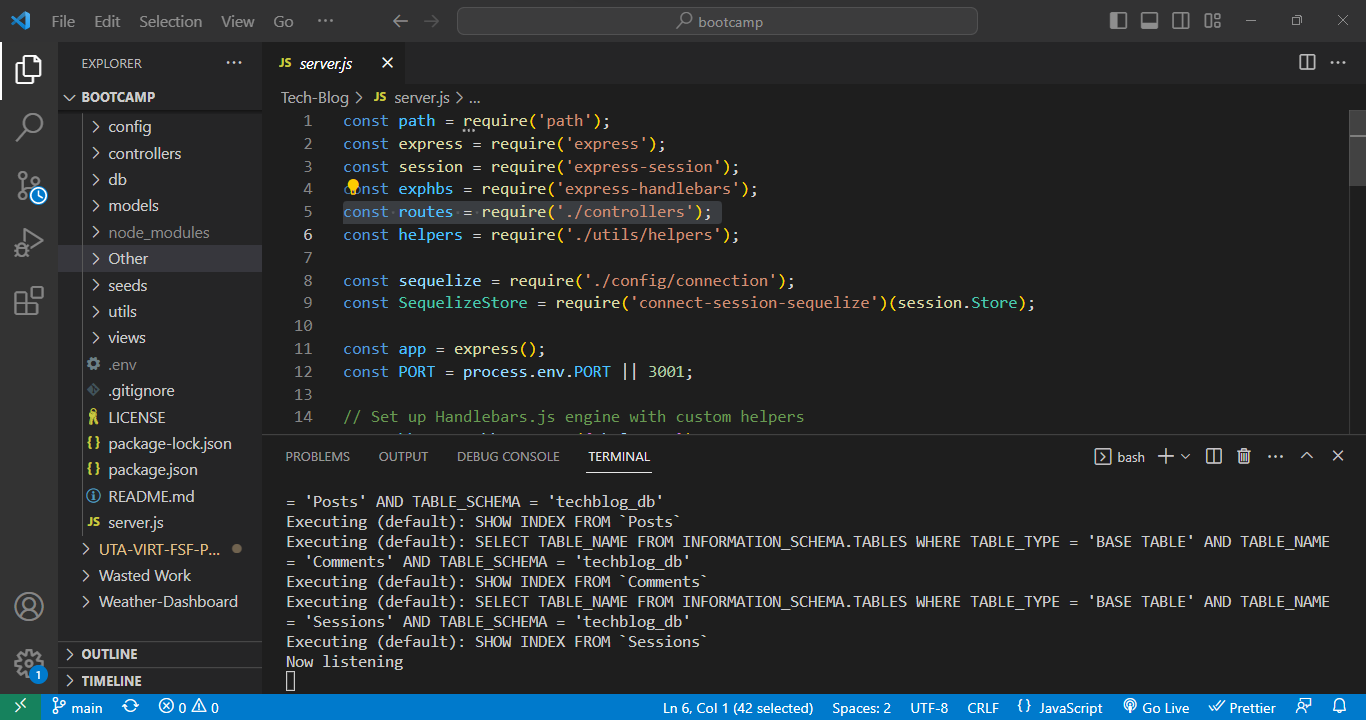 File Edit Selection View Go ··· bootcamp
EXPLORER ···
BOOTCAMP
config
controllers
db
models
node_modules
Other
seeds
utils
views
.env
.gitignore
LICENSE
package-lock.json
package.json
README.md
JS server.js
UTA-VIRT-FSF-P...
Wasted Work
Weather-Dashboard
OUTLINE
TIMELINE
JS server.js
Tech-Blog > JS server.js > ...
1 const path = require('path');
2 const express = require('express');
3 const session = require('express-session');
4 const exphbs = require('express-handlebars');
5 const routes = require('./controllers');
6 const helpers = require('./utils/helpers');
7
8 const sequelize = require('./config/connection');
9 const SequelizeStore = require('connect-session-sequelize')(session.Store);
10
11 const app = express();
12 const PORT = process.env.PORT || 3001;
13
14 // Set up Handlebars.js engine with custom helpers
PROBLEMS OUTPUT DEBUG CONSOLE TERMINAL bash
= 'Posts' AND TABLE_SCHEMA = 'techblog_db'
Executing (default): SHOW INDEX FROM `Posts`
Executing (default): SELECT TABLE_NAME FROM INFORMATION_SCHEMA.TABLES WHERE TABLE_TYPE = 'BASE TABLE' AND TABLE_NAME
= 'Comments' AND TABLE_SCHEMA = 'techblog_db'
Executing (default): SHOW INDEX FROM `Comments`
Executing (default): SELECT TABLE_NAME FROM INFORMATION_SCHEMA.TABLES WHERE TABLE_TYPE = 'BASE TABLE' AND TABLE_NAME
= 'Sessions' AND TABLE_SCHEMA = 'techblog_db'
Executing (default): SHOW INDEX FROM `Sessions`
Now listening
1
main 0 0 Ln 6, Col 1 (42 selected) Spaces: 2 UTF-8 CRLF {} JavaScript Go Live Prettier